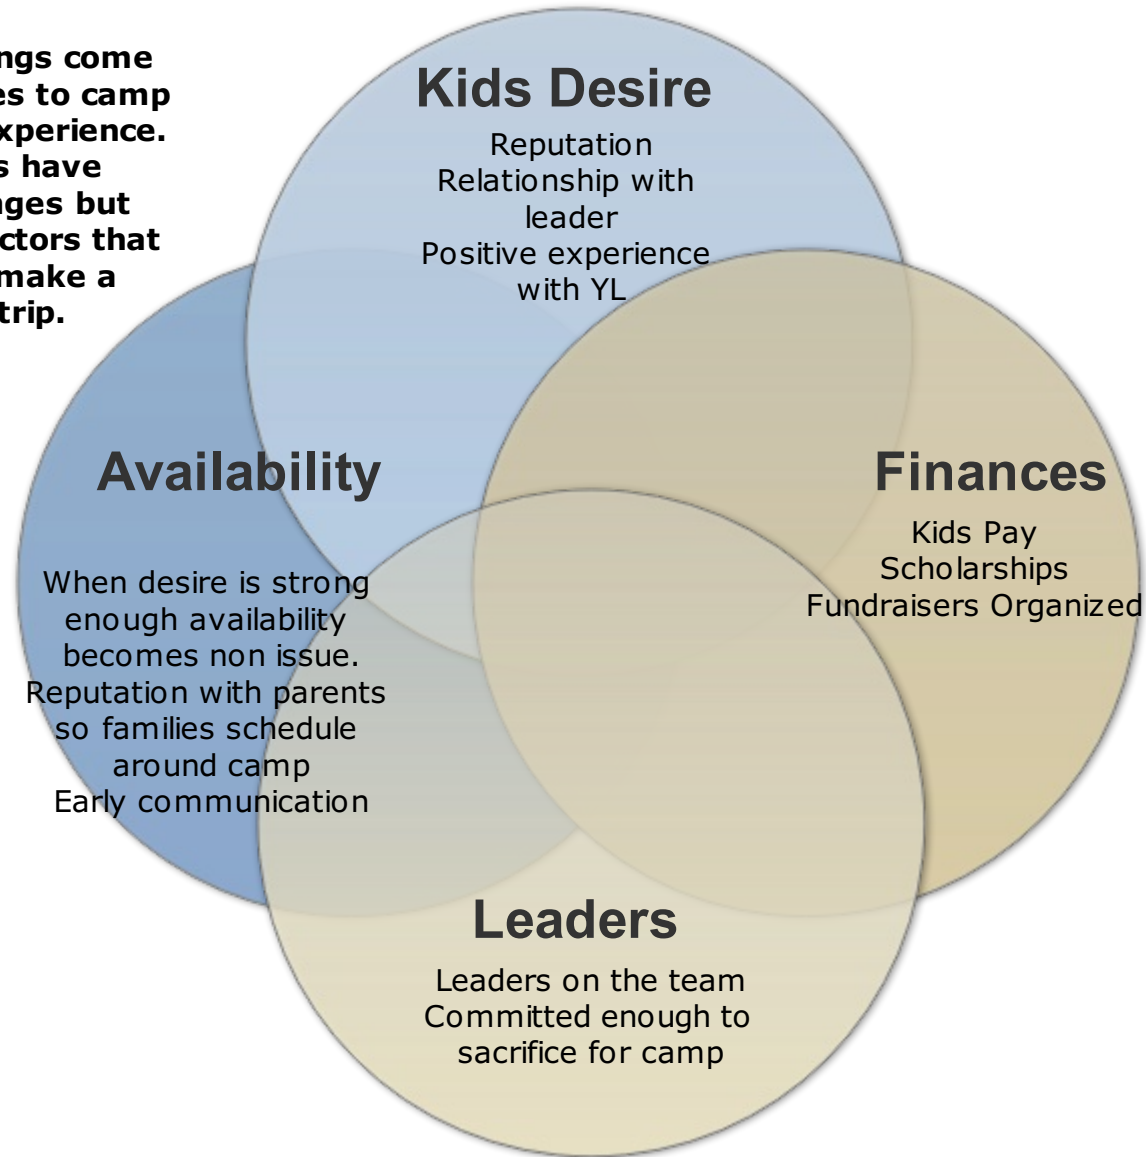 ngs come
es to camp
xperience.
s have
nges but
ctors that
make a
trip.
Kids Desire
Reputation
Relationship with
leader
Positive experience
with YL
Availability
When desire is strong
enough availability
becomes non issue.
Reputation with parents
so families schedule
around camp
Early communication
Finances
Kids Pay
Scholarships
Fundraisers Organized
Leaders
Leaders on the team
Committed enough to
sacrifice for camp